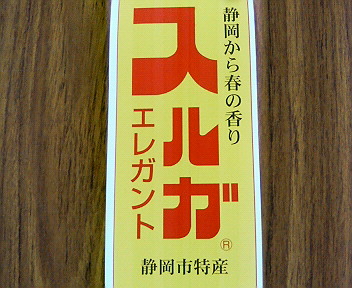 静岡から春の香り
スルガ®
エレガント
静岡市特産